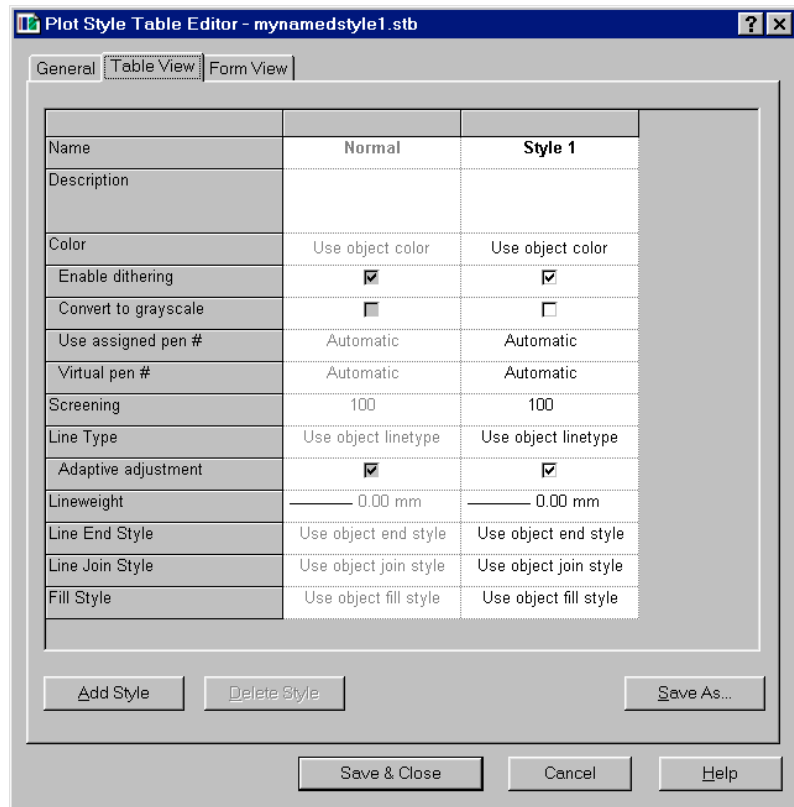 Plot Style Table Editor - mynamedstyle1.stb
General Table View Form View
Name Normal Style 1
Description
Color Use object color Use object color
Enable dithering
Convert to grayscale
Use assigned pen # Automatic Automatic
Virtual pen # Automatic Automatic
Screening 100 100
Line Type Use object linetype Use object linetype
Adaptive adjustment
Lineweight 0.00 mm 0.00 mm
Line End Style Use object end style Use object end style
Line Join Style Use object join style Use object join style
Fill Style Use object fill style Use object fill style
Add Style Delete Style Save As...
Save & Close Cancel Help